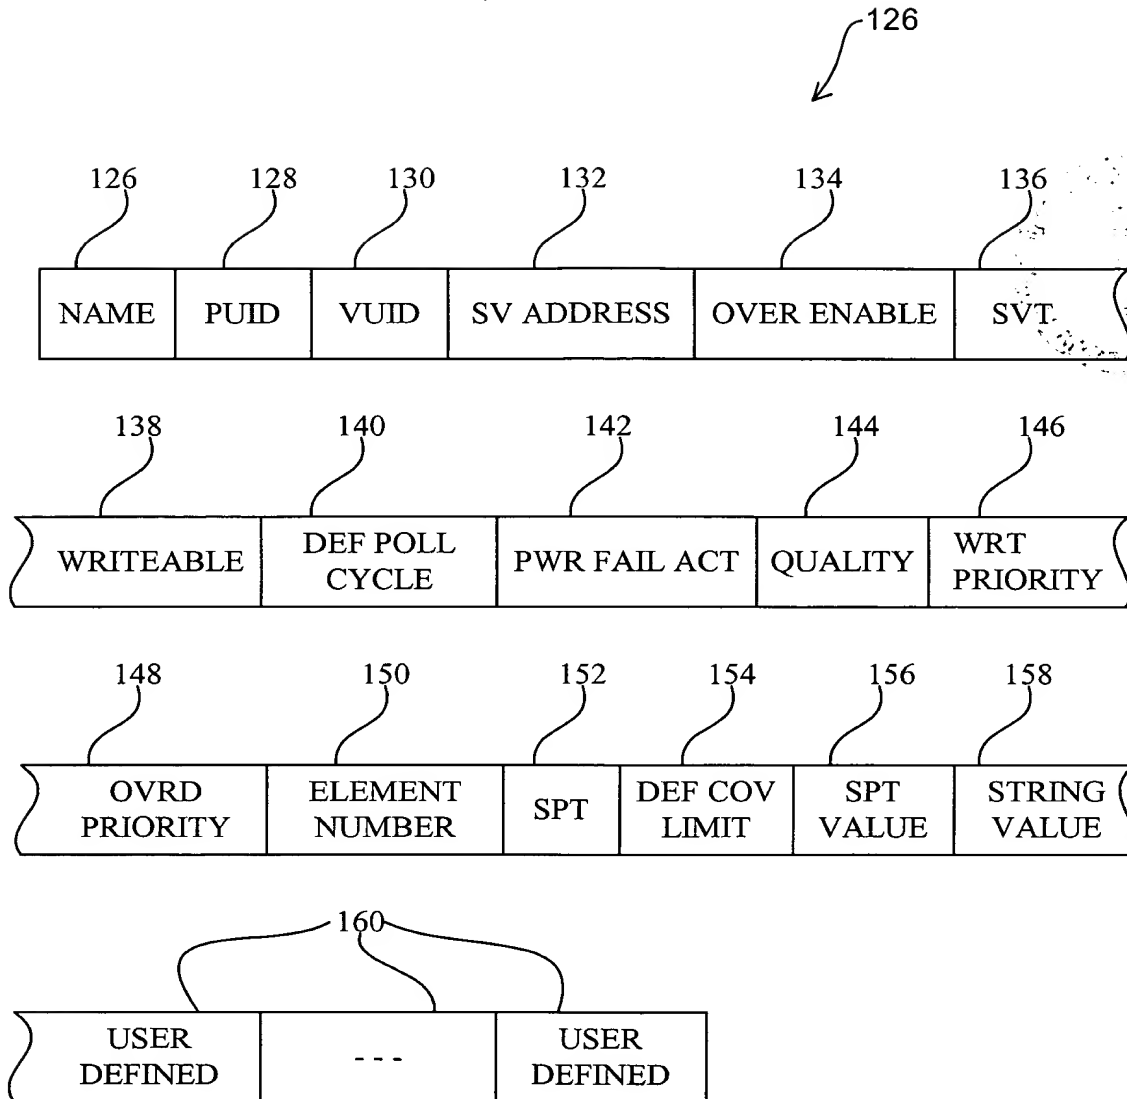 126
126 128 130 132 134 136
NAME PUID VUID SV ADDRESS OVER ENABLE SVT
138 140 142 144 146
WRITEABLE DEF POLL CYCLE PWR FAIL ACT QUALITY WRT PRIORITY
148 150 152 154 156 158
OVRD PRIORITY ELEMENT NUMBER SPT DEF COV LIMIT SPT VALUE STRING VALUE
160
USER DEFINED - - - USER DEFINED